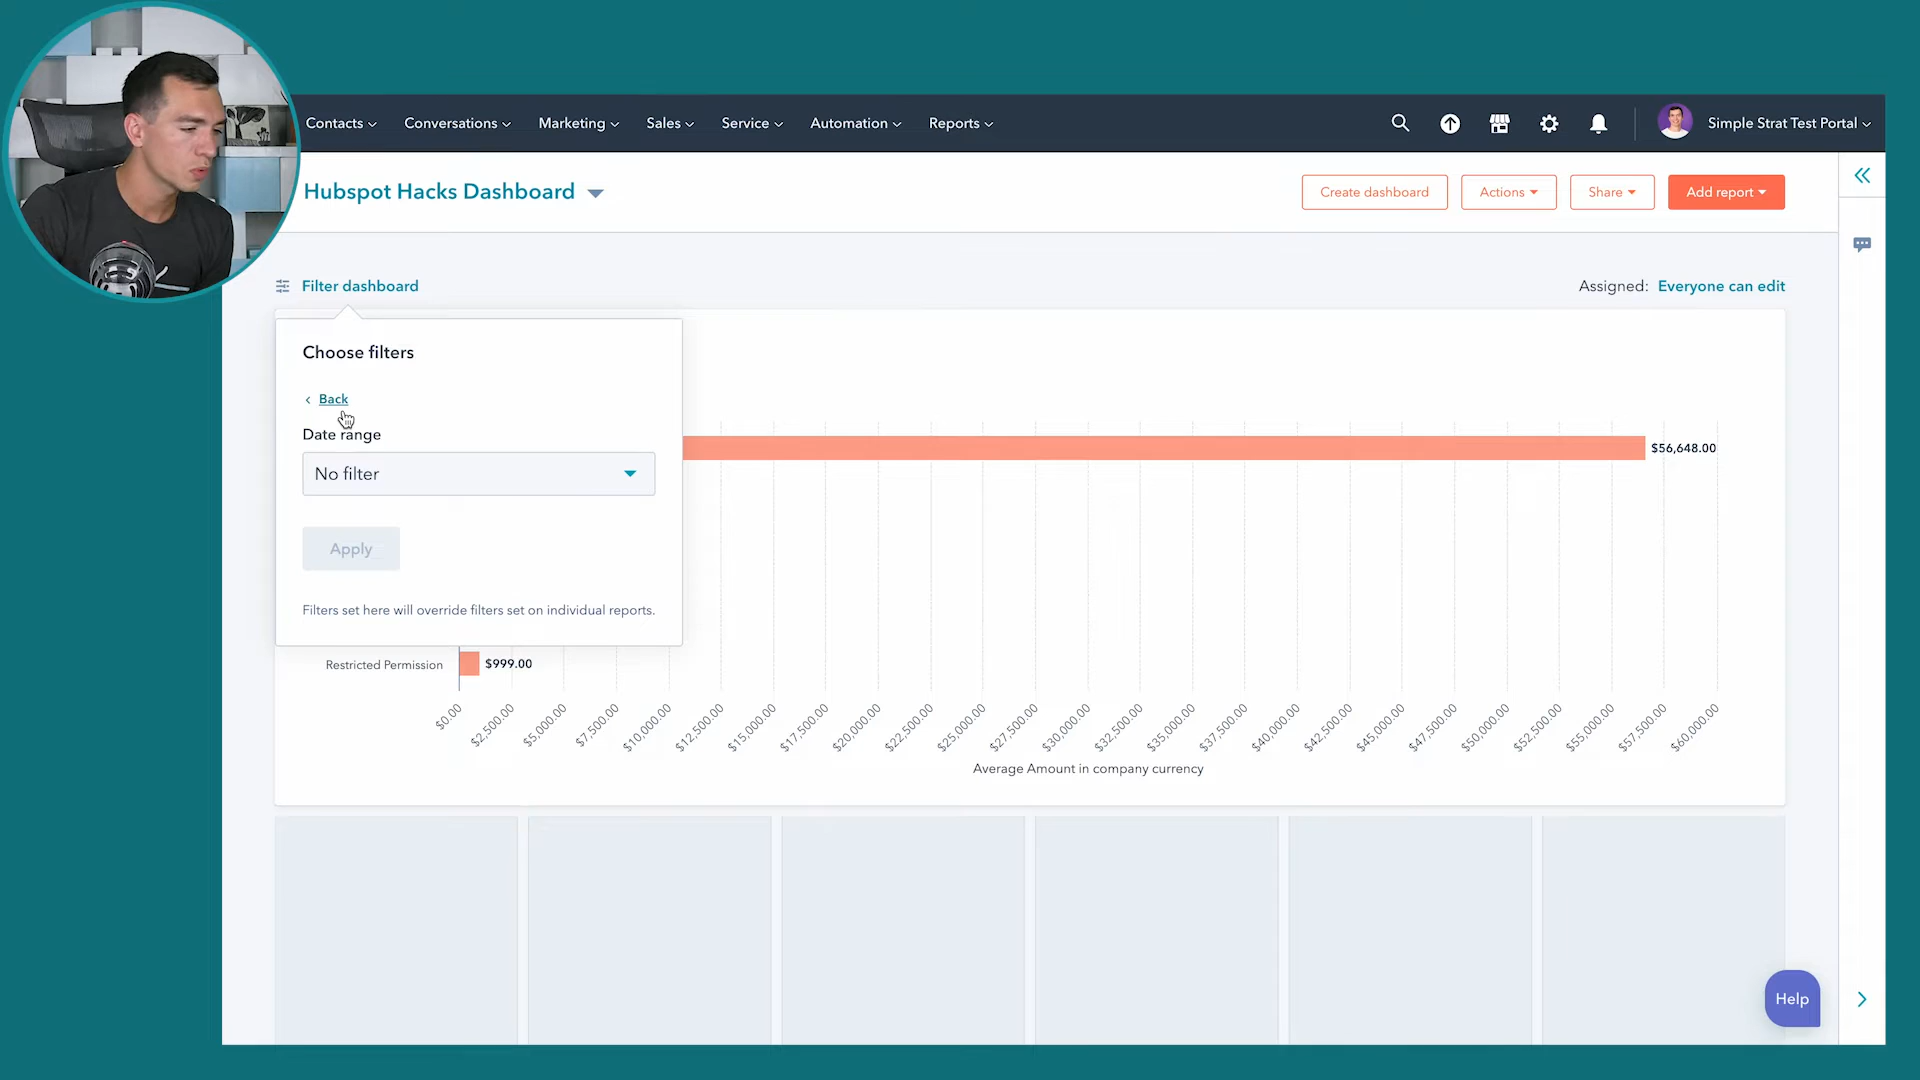 Contacts
Conversations
Marketing
Sales
Service
Automation
Reports
Simple Strat Test Portal
Hubspot Hacks Dashboard
Create dashboard
Actions
Share
Add report
Filter dashboard
Assigned: Everyone can edit
Choose filters
Back
Date range
No filter
Apply
Filters set here will override filters set on individual reports.
$56,648.00
Restricted Permission
$999.00
$0.00
$2,500.00
$5,000.00
$7,500.00
$10,000.00
$12,500.00
$15,000.00
$17,500.00
$20,000.00
$22,500.00
$25,000.00
$27,500.00
$30,000.00
$32,500.00
$35,000.00
$37,500.00
$40,000.00
$42,500.00
$45,000.00
$47,500.00
$50,000.00
$52,500.00
$55,000.00
$57,500.00
$60,000.00
Average Amount in company currency
Help